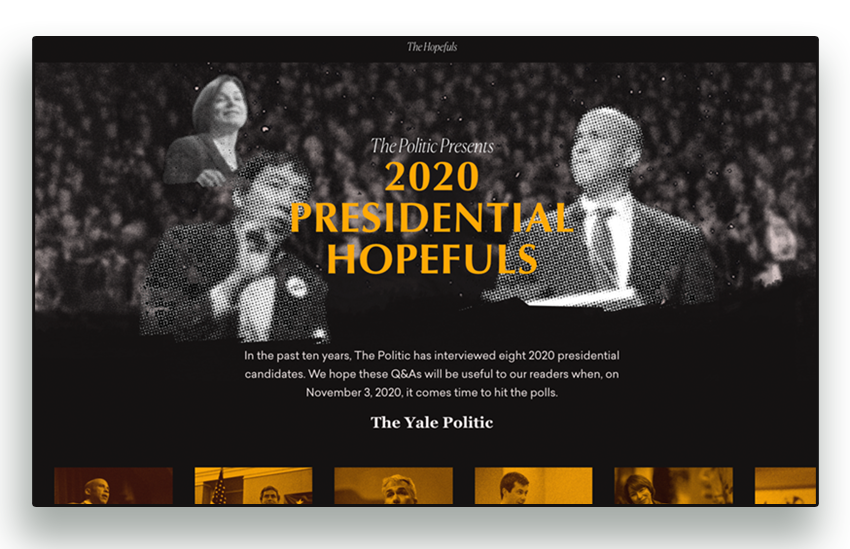 The Hopefuls
The Politic Presents
2020
PRESIDENTIAL
HOPEFULS
In the past ten years, The Politic has interviewed eight 2020 presidential
candidates. We hope these Q&As will be useful to our readers when, on
November 3, 2020, it comes time to hit the polls.
The Yale Politic